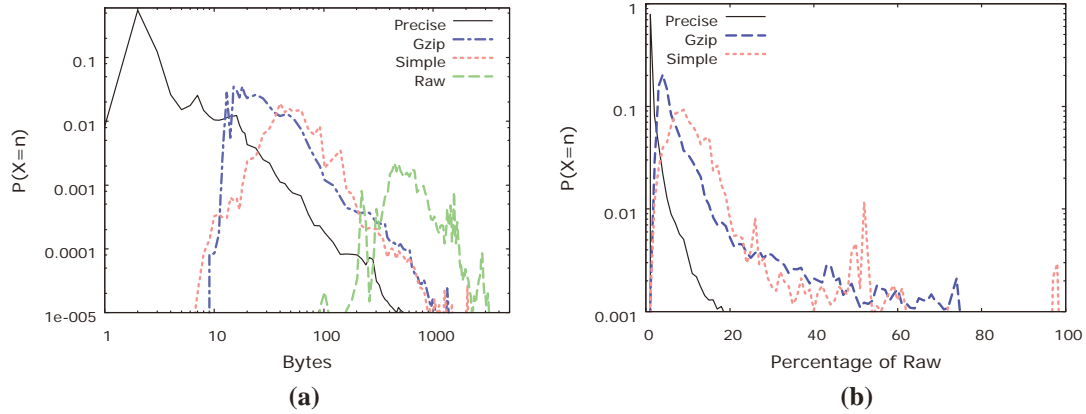 Precise
Gzip
Simple
Raw
0.1
0.01
0.001
0.0001
1e-005
P(X=n)
1 10 100 1000
Bytes
(a)
Precise
Gzip
Simple
1
0.1
0.01
0.001
P(X=n)
0 20 40 60 80 100
Percentage of Raw
(b)